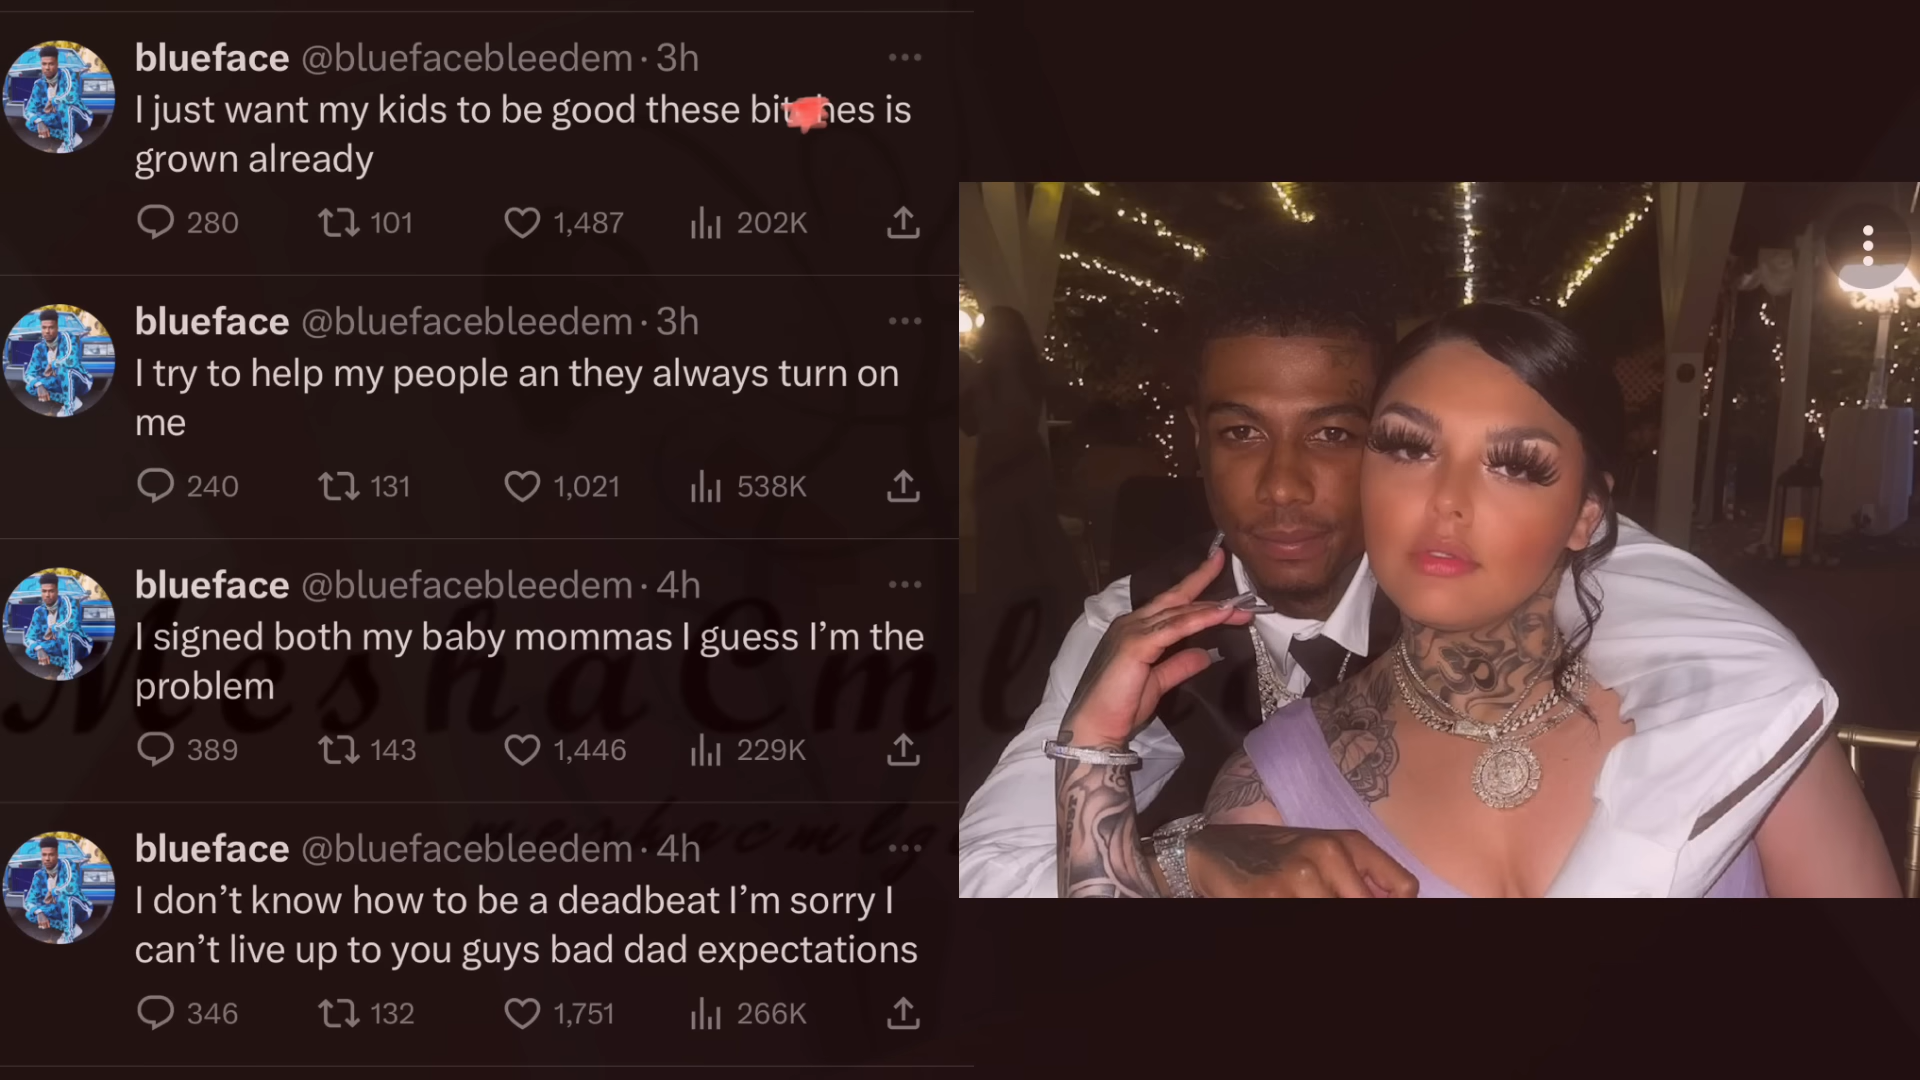 blueface @bluefacebleedem · 3h
I just want my kids to be good these bitches is
grown already
280 101 1,487 202K
blueface @bluefacebleedem · 3h
I try to help my people an they always turn on
me
240 131 1,021 538K
blueface @bluefacebleedem · 4h
I signed both my baby mommas I guess I’m the
problem
389 143 1,446 229K
blueface @bluefacebleedem · 4h
I don’t know how to be a deadbeat I’m sorry I
can’t live up to you guys bad dad expectations
346 132 1,751 266K